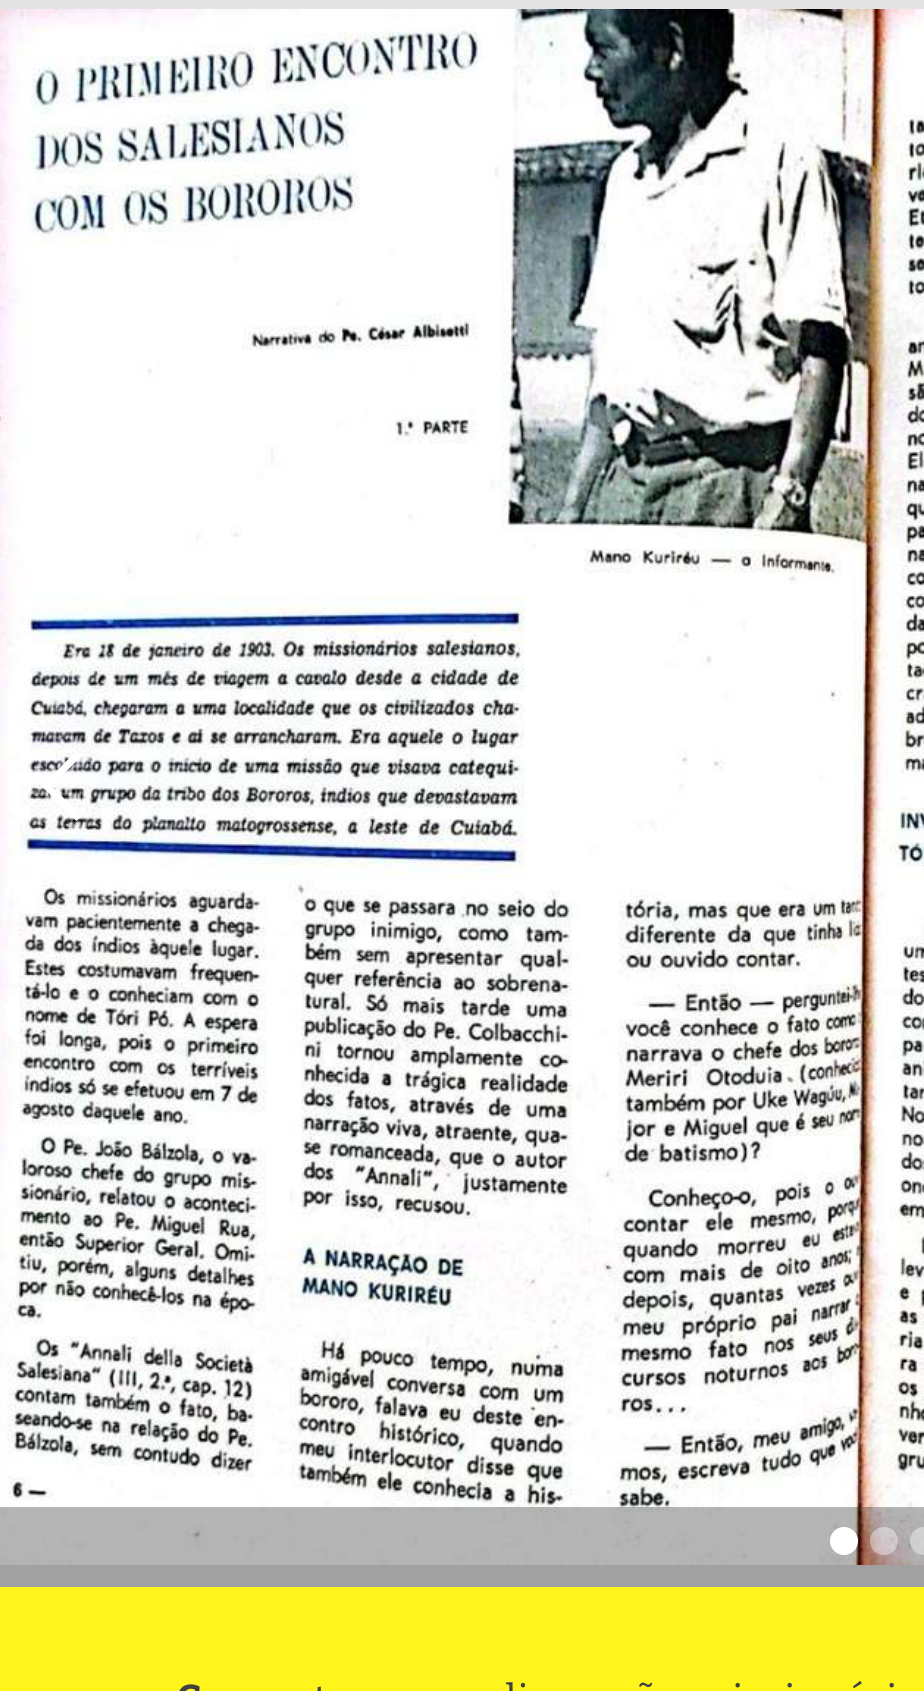 O PRIMEIRO ENCONTRO
DOS SALESIANOS
COM OS BOROROS
Narrativa do Pe. César Albisetti
1.ª PARTE
Mano Kuriréu — o Informante.
Era 18 de janeiro de 1903. Os missionários salesianos,
depois de um mês de viagem a cavalo desde a cidade de
Cuiabá, chegaram a uma localidade que os civilizados cha-
mavam de Taxos e aí se arrancharam. Era aquele o lugar
para o início de uma missão que visava catequi-
um grupo da tribo dos Bororos, índios que devastavam
as terras do planalto matogrossense, a leste de Cuiabá.
Os missionários aguarda-
vam pacientemente a chega-
da dos índios àquele lugar.
Estes costumavam frequen-
tá-lo e o conheciam com o
nome de Tóri Pó. A espera
foi longa, pois o primeiro
encontro com os terríveis
índios só se efetuou em 7 de
agosto daquele ano.
O Pe. João Bálzola, o va-
loroso chefe do grupo mis-
sionário, relatou o aconteci-
mento ao Pe. Miguel Rua,
então Superior Geral. Omi-
tiu, porém, alguns detalhes
por não conhecê-los na épo-
ca.
Os "Annali della Società
Salesiana" (III, 2.ª, cap. 12)
contam também o fato, ba-
seando-se na relação do Pe.
Bálzola, sem contudo dizer
6 —
o que se passara no seio do
grupo inimigo, como tam-
bém sem apresentar qual-
quer referência ao sobrena-
tural. Só mais tarde uma
publicação do Pe. Colbacchi-
ni tornou amplamente co-
nhecida a trágica realidade
dos fatos, através de uma
narração viva, atraente, qua-
se romanceada, que o autor
dos "Annali", justamente
por isso, recusou.
A NARRAÇÃO DE
MANO KURIRÉU
Há pouco tempo, numa
amigável conversa com um
bororo, falava eu deste en-
contro histórico, quando
meu interlocutor disse que
também ele conhecia a his-
tória, mas que era um
diferente da que tinha
ou ouvido contar.
— Então —
você conhece o fato como
narrava o chefe dos
Meriri Otoduia (
também por Uke Wagúu,
jor e Miguel que é seu
de batismo)?
Conheço-o, pois o
contar ele mesmo,
quando morreu eu
com mais de oito anos;
depois, quantas vezes
meu próprio pai narrar
mesmo fato nos seus
cursos noturnos aos
ros...
— Então, meu amigo,
mos, escreva tudo que
sabe.